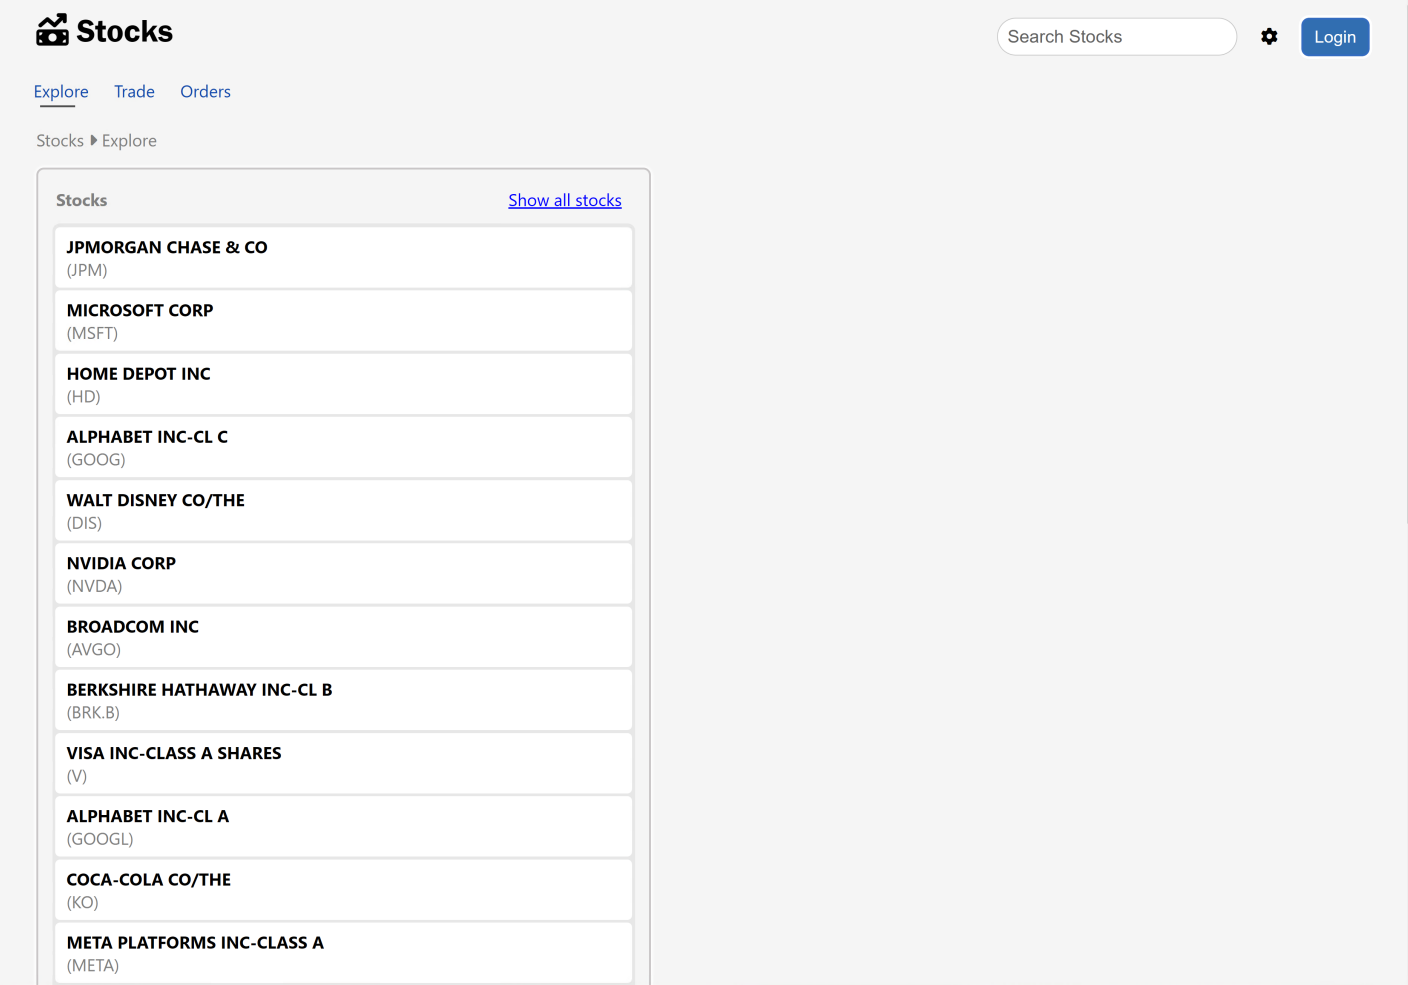 Stocks
Search Stocks
Login
Explore Trade Orders
Stocks Explore
Stocks Show all stocks
JPMORGAN CHASE & CO
(JPM)
MICROSOFT CORP
(MSFT)
HOME DEPOT INC
(HD)
ALPHABET INC-CL C
(GOOG)
WALT DISNEY CO/THE
(DIS)
NVIDIA CORP
(NVDA)
BROADCOM INC
(AVGO)
BERKSHIRE HATHAWAY INC-CL B
(BRK.B)
VISA INC-CLASS A SHARES
(V)
ALPHABET INC-CL A
(GOOGL)
COCA-COLA CO/THE
(KO)
META PLATFORMS INC-CLASS A
(META)